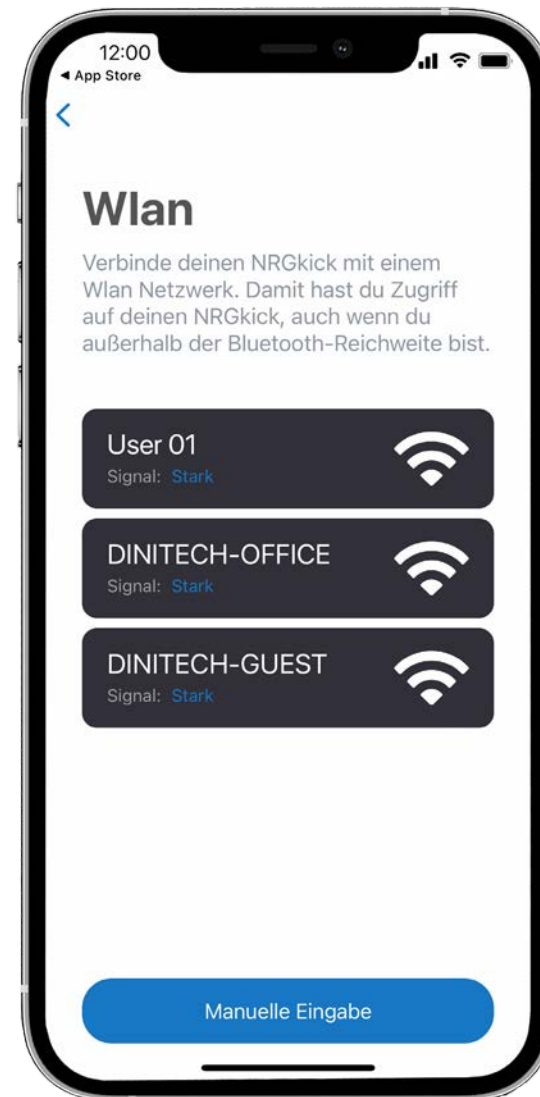 12:00
◀ App Store
Wlan
Verbinde deinen NRGkick mit einem
Wlan Netzwerk. Damit hast du Zugriff
auf deinen NRGkick, auch wenn du
außerhalb der Bluetooth-Reichweite bist.
User 01
Signal: Stark
DINITECH-OFFICE
Signal: Stark
DINITECH-GUEST
Signal: Stark
Manuelle Eingabe